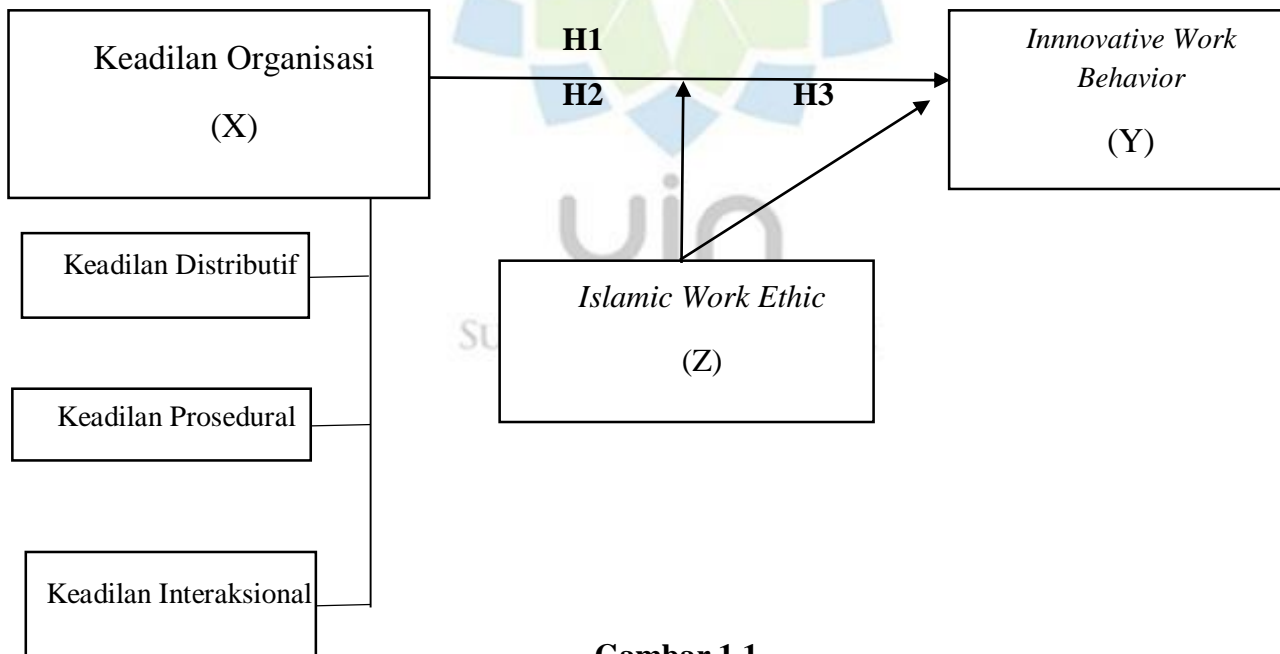 Keadilan Organisasi
(X)
H1
H2
H3
Innnovative Work
Behavior
(Y)
uin
Keadilan Distributif
Islamic Work Ethic
(Z)
Keadilan Prosedural
Keadilan Interaksional
Gambar 1.1